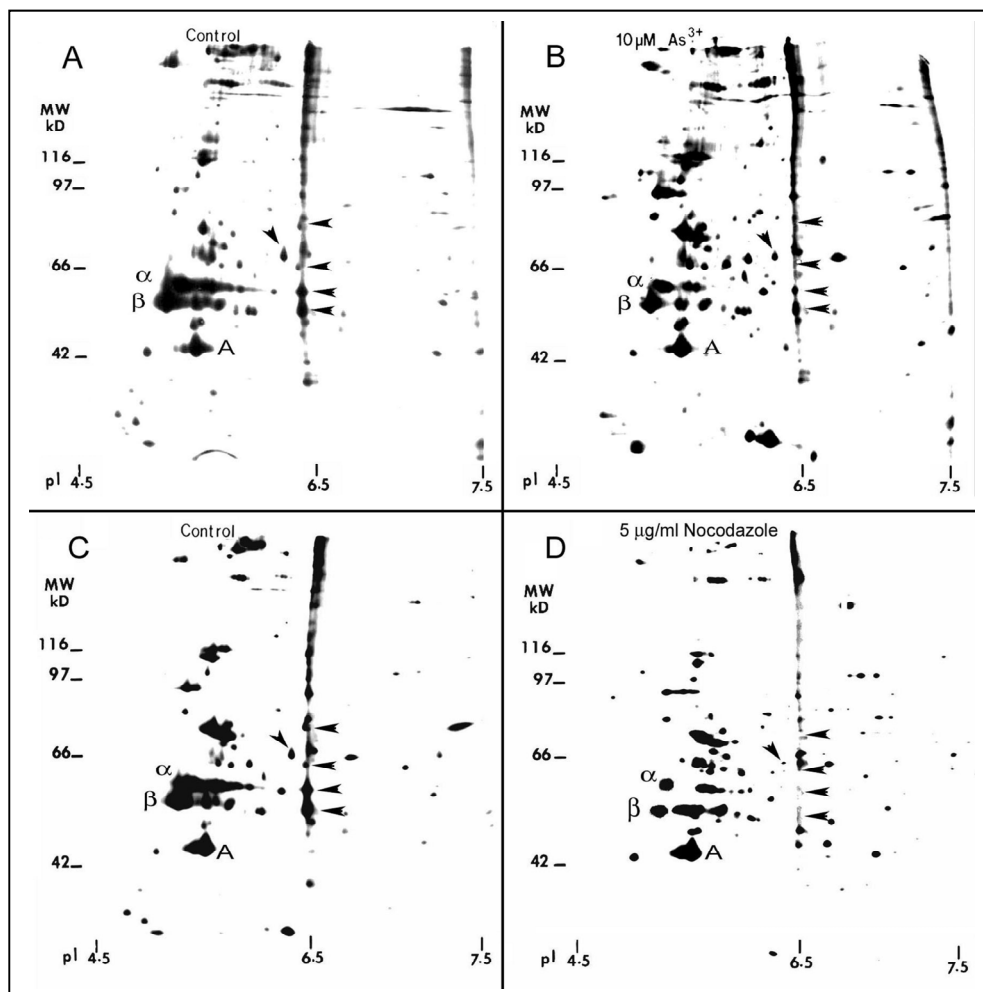 A
Control
MW
kD
116
97
66
α
β
A
42
pI 4.5 6.5 7.5
B
10 µM As3+
MW
kD
116
97
66
α
β
A
42
pI 4.5 6.5 7.5
C
Control
MW
kD
116
97
66
α
β
A
42
pI 4.5 6.5 7.5
D
5 µg/ml Nocodazole
MW
kD
116
97
66
α
β
A
42
pI 4.5 6.5 7.5